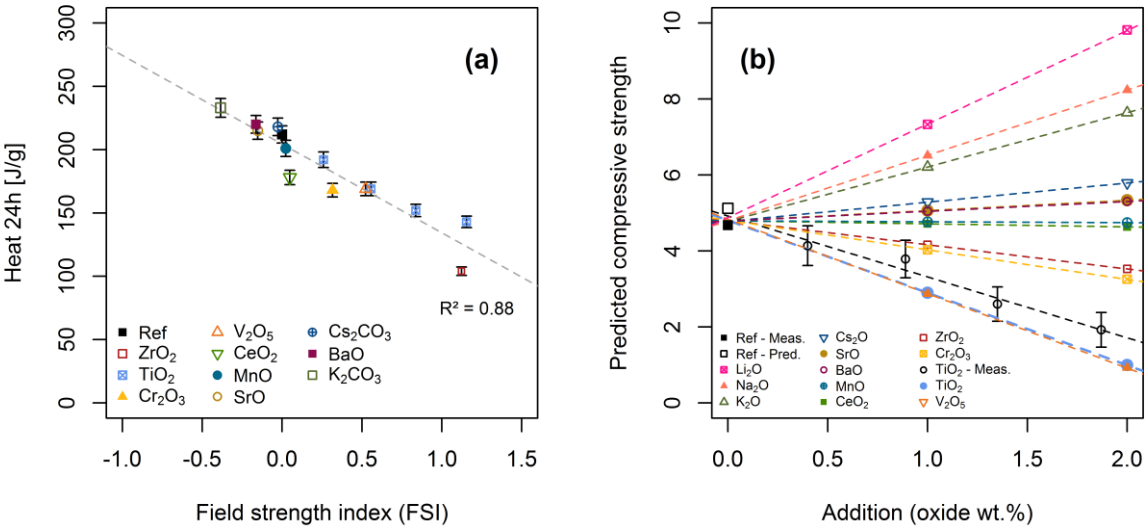 (a)
Heat 24h [J/g]
300
250
200
150
100
50
0
R² = 0.88
Ref
ZrO₂
TiO₂
Cr₂O₃
V₂O₅
CeO₂
MnO
SrO
Cs₂CO₃
BaO
K₂CO₃
-1.0 -0.5 0.0 0.5 1.0 1.5
Field strength index (FSI)
(b)
Predicted compressive strength
10
8
6
4
2
0
Ref - Meas.
Ref - Pred.
Li₂O
Na₂O
K₂O
Cs₂O
SrO
BaO
MnO
CeO₂
ZrO₂
Cr₂O₃
TiO₂ - Meas.
TiO₂
V₂O₅
0.0 0.5 1.0 1.5 2.0
Addition (oxide wt.%)